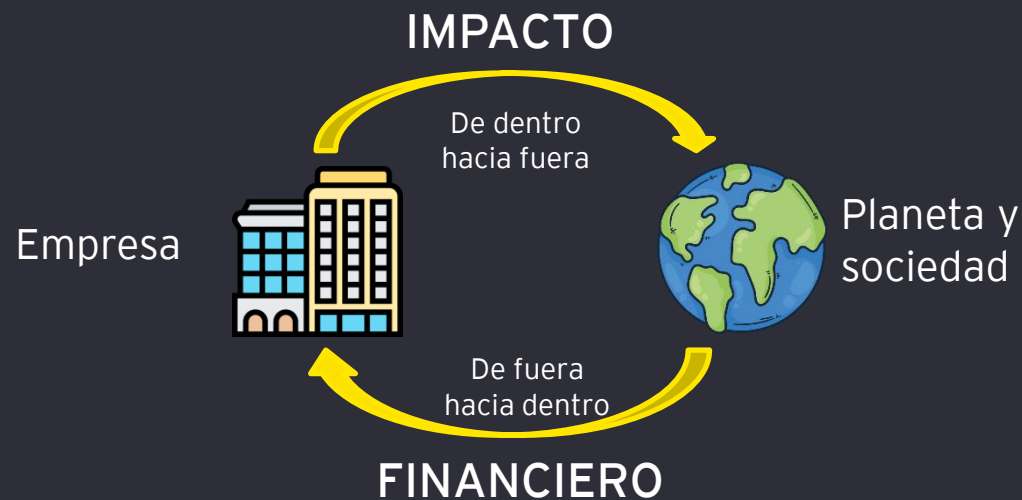 IMPACTO
De dentro
hacia fuera
Empresa
Planeta y
sociedad
De fuera
hacia dentro
FINANCIERO